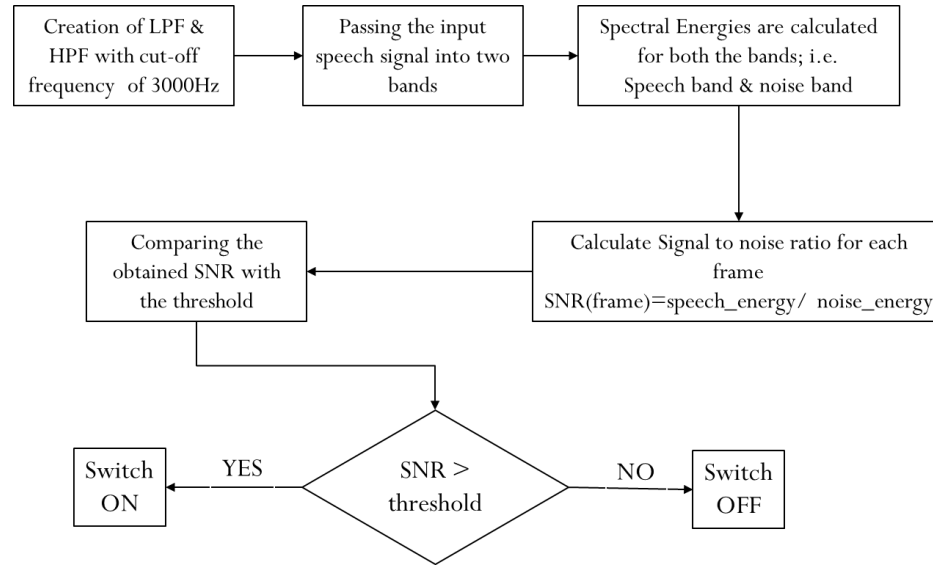 Creation of LPF &
HPF with cut-off
frequency of 3000Hz
Passing the input
speech signal into two
bands
Spectral Energies are calculated
for both the bands; i.e.
Speech band & noise band
Calculate Signal to noise ratio for each
frame
SNR(frame)=speech_energy/ noise_energy
Comparing the
obtained SNR with
the threshold
SNR >
threshold
YES
Switch
ON
NO
Switch
OFF